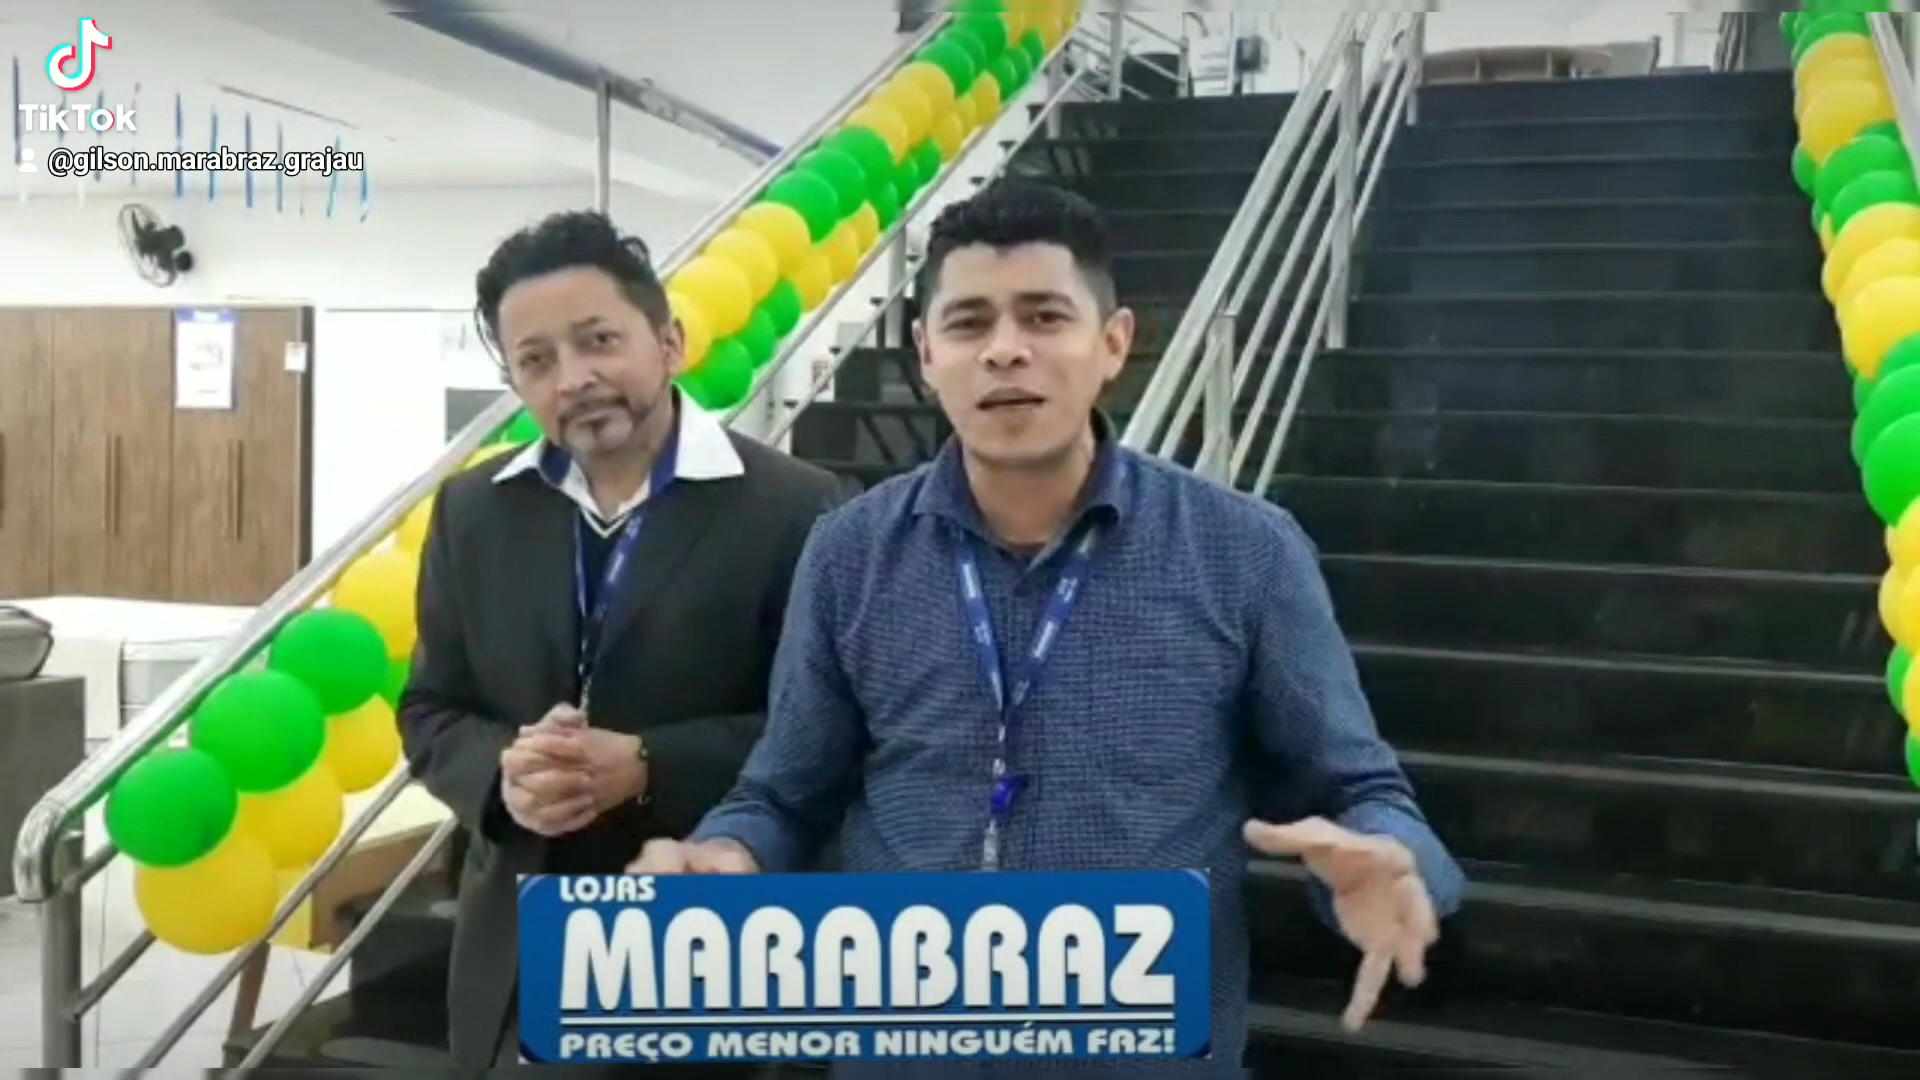 TikTok
@gilson.marabraz.grajau
LOJAS
MARABRAZ
PREÇO MENOR NINGUÉM FAZ!